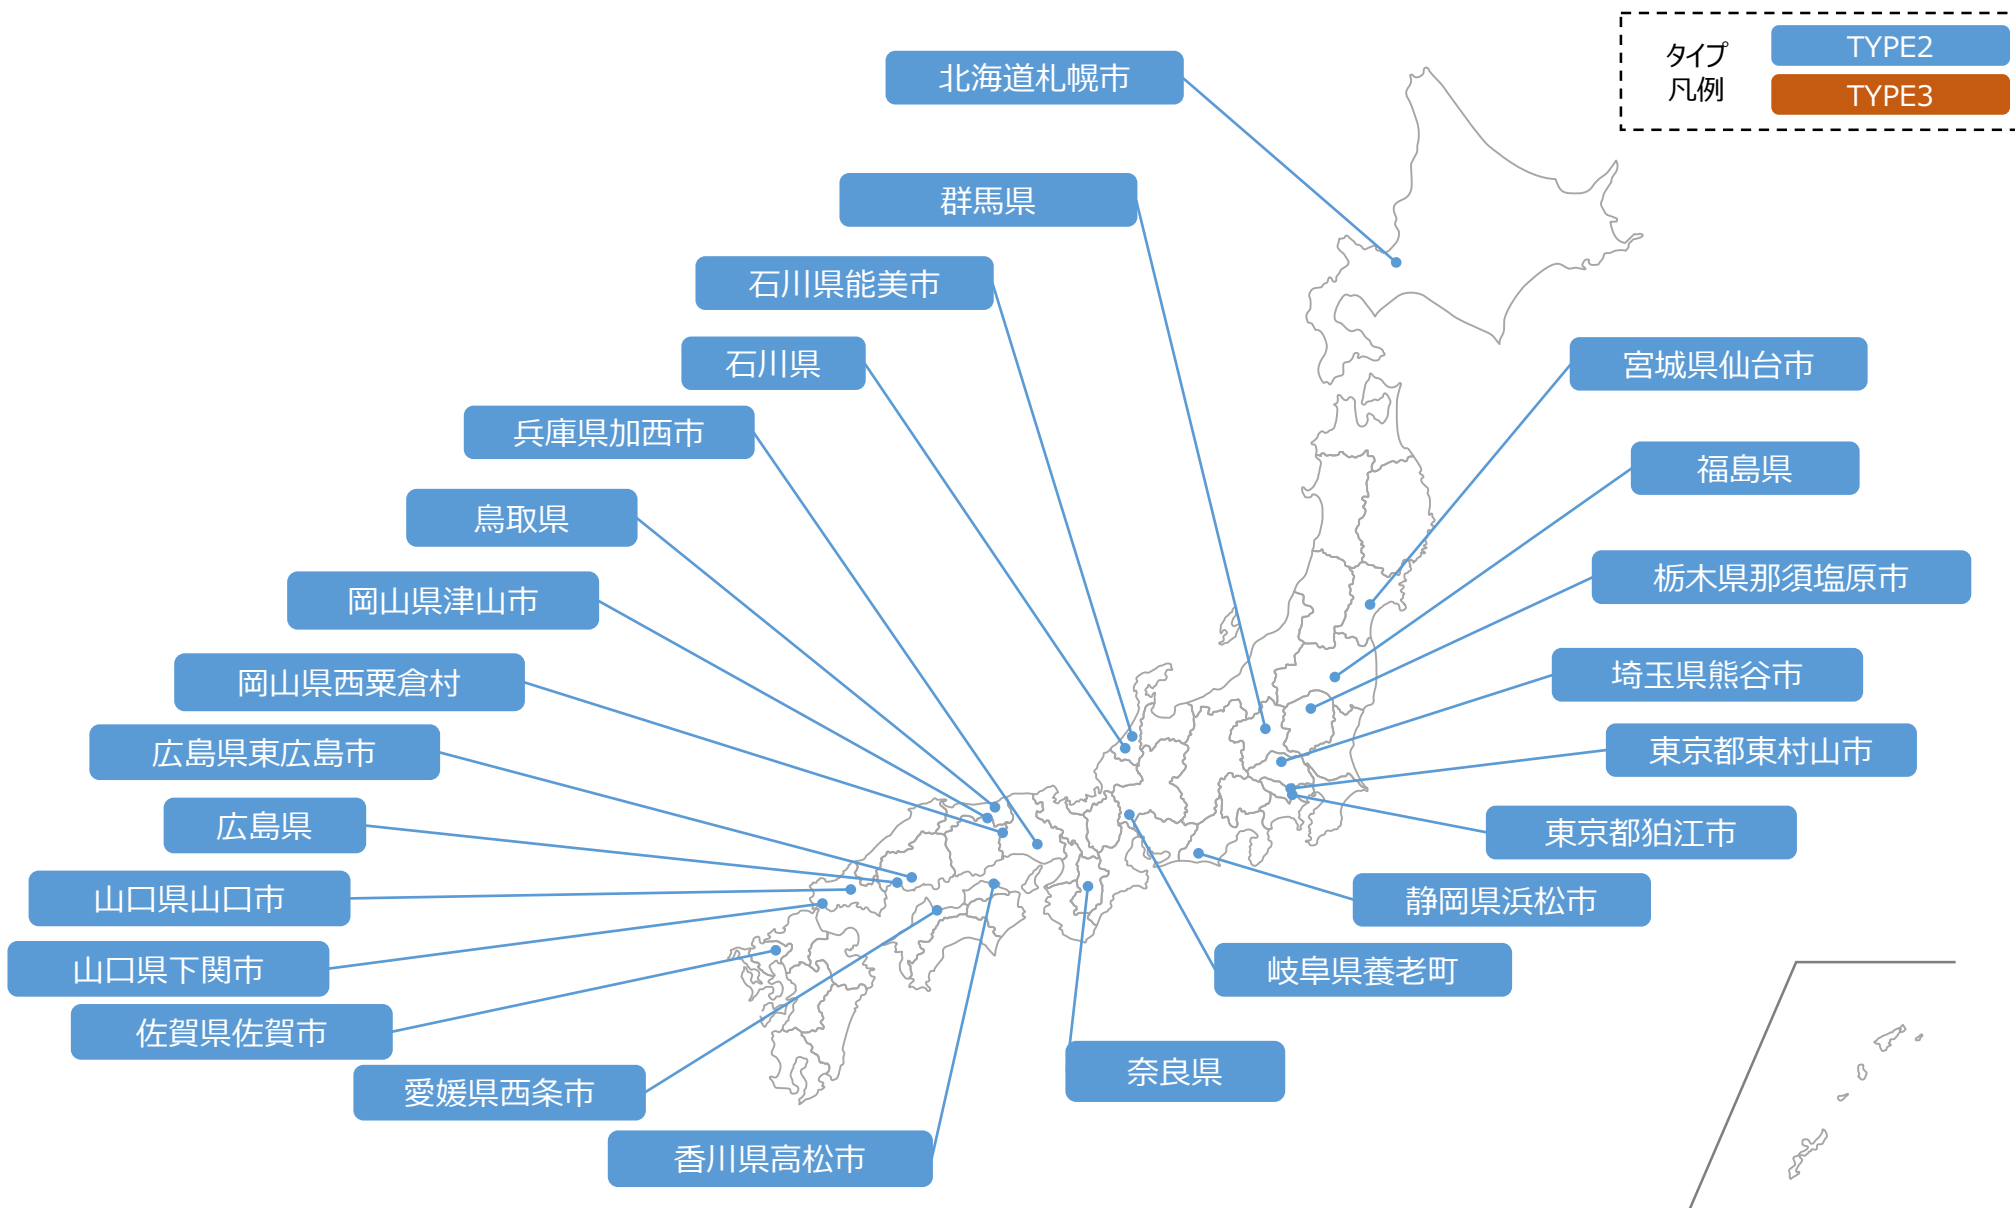 タイプ
凡例
TYPE2
TYPE3
北海道札幌市
群馬県
石川県能美市
石川県
兵庫県加西市
鳥取県
岡山県津山市
岡山県西粟倉村
広島県東広島市
広島県
山口県山口市
山口県下関市
佐賀県佐賀市
愛媛県西条市
香川県高松市
宮城県仙台市
福島県
栃木県那須塩原市
埼玉県熊谷市
東京都東村山市
東京都狛江市
静岡県浜松市
岐阜県養老町
奈良県